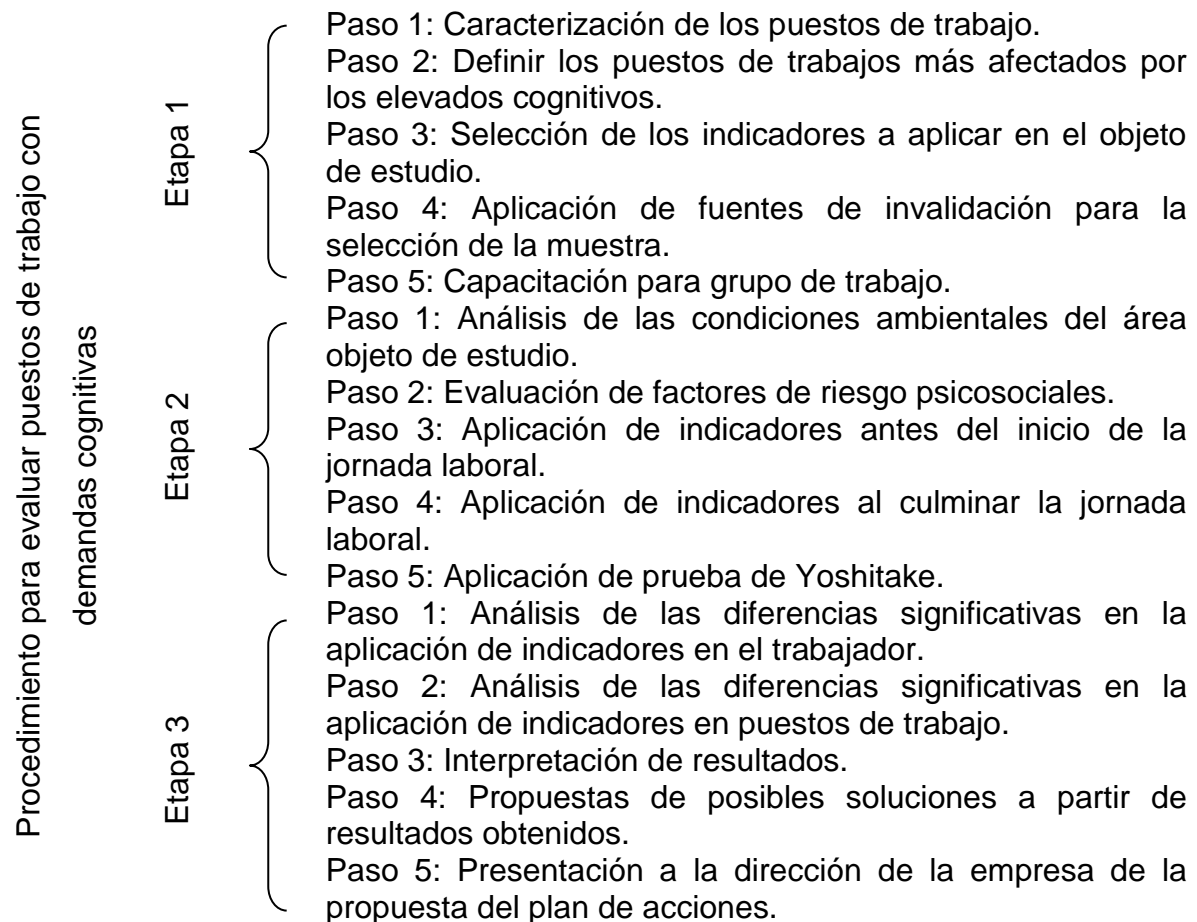 Procedimiento para evaluar puestos de trabajo con
demandas cognitivas
Etapa 1
Paso 1: Caracterización de los puestos de trabajo.
Paso 2: Definir los puestos de trabajos más afectados por
los elevados cognitivos.
Paso 3: Selección de los indicadores a aplicar en el objeto
de estudio.
Paso 4: Aplicación de fuentes de invalidación para la
selección de la muestra.
Paso 5: Capacitación para grupo de trabajo.
Etapa 2
Paso 1: Análisis de las condiciones ambientales del área
objeto de estudio.
Paso 2: Evaluación de factores de riesgo psicosociales.
Paso 3: Aplicación de indicadores antes del inicio de la
jornada laboral.
Paso 4: Aplicación de indicadores al culminar la jornada
laboral.
Paso 5: Aplicación de prueba de Yoshitake.
Etapa 3
Paso 1: Análisis de las diferencias significativas en la
aplicación de indicadores en el trabajador.
Paso 2: Análisis de las diferencias significativas en la
aplicación de indicadores en puestos de trabajo.
Paso 3: Interpretación de resultados.
Paso 4: Propuestas de posibles soluciones a partir de
resultados obtenidos.
Paso 5: Presentación a la dirección de la empresa de la
propuesta del plan de acciones.